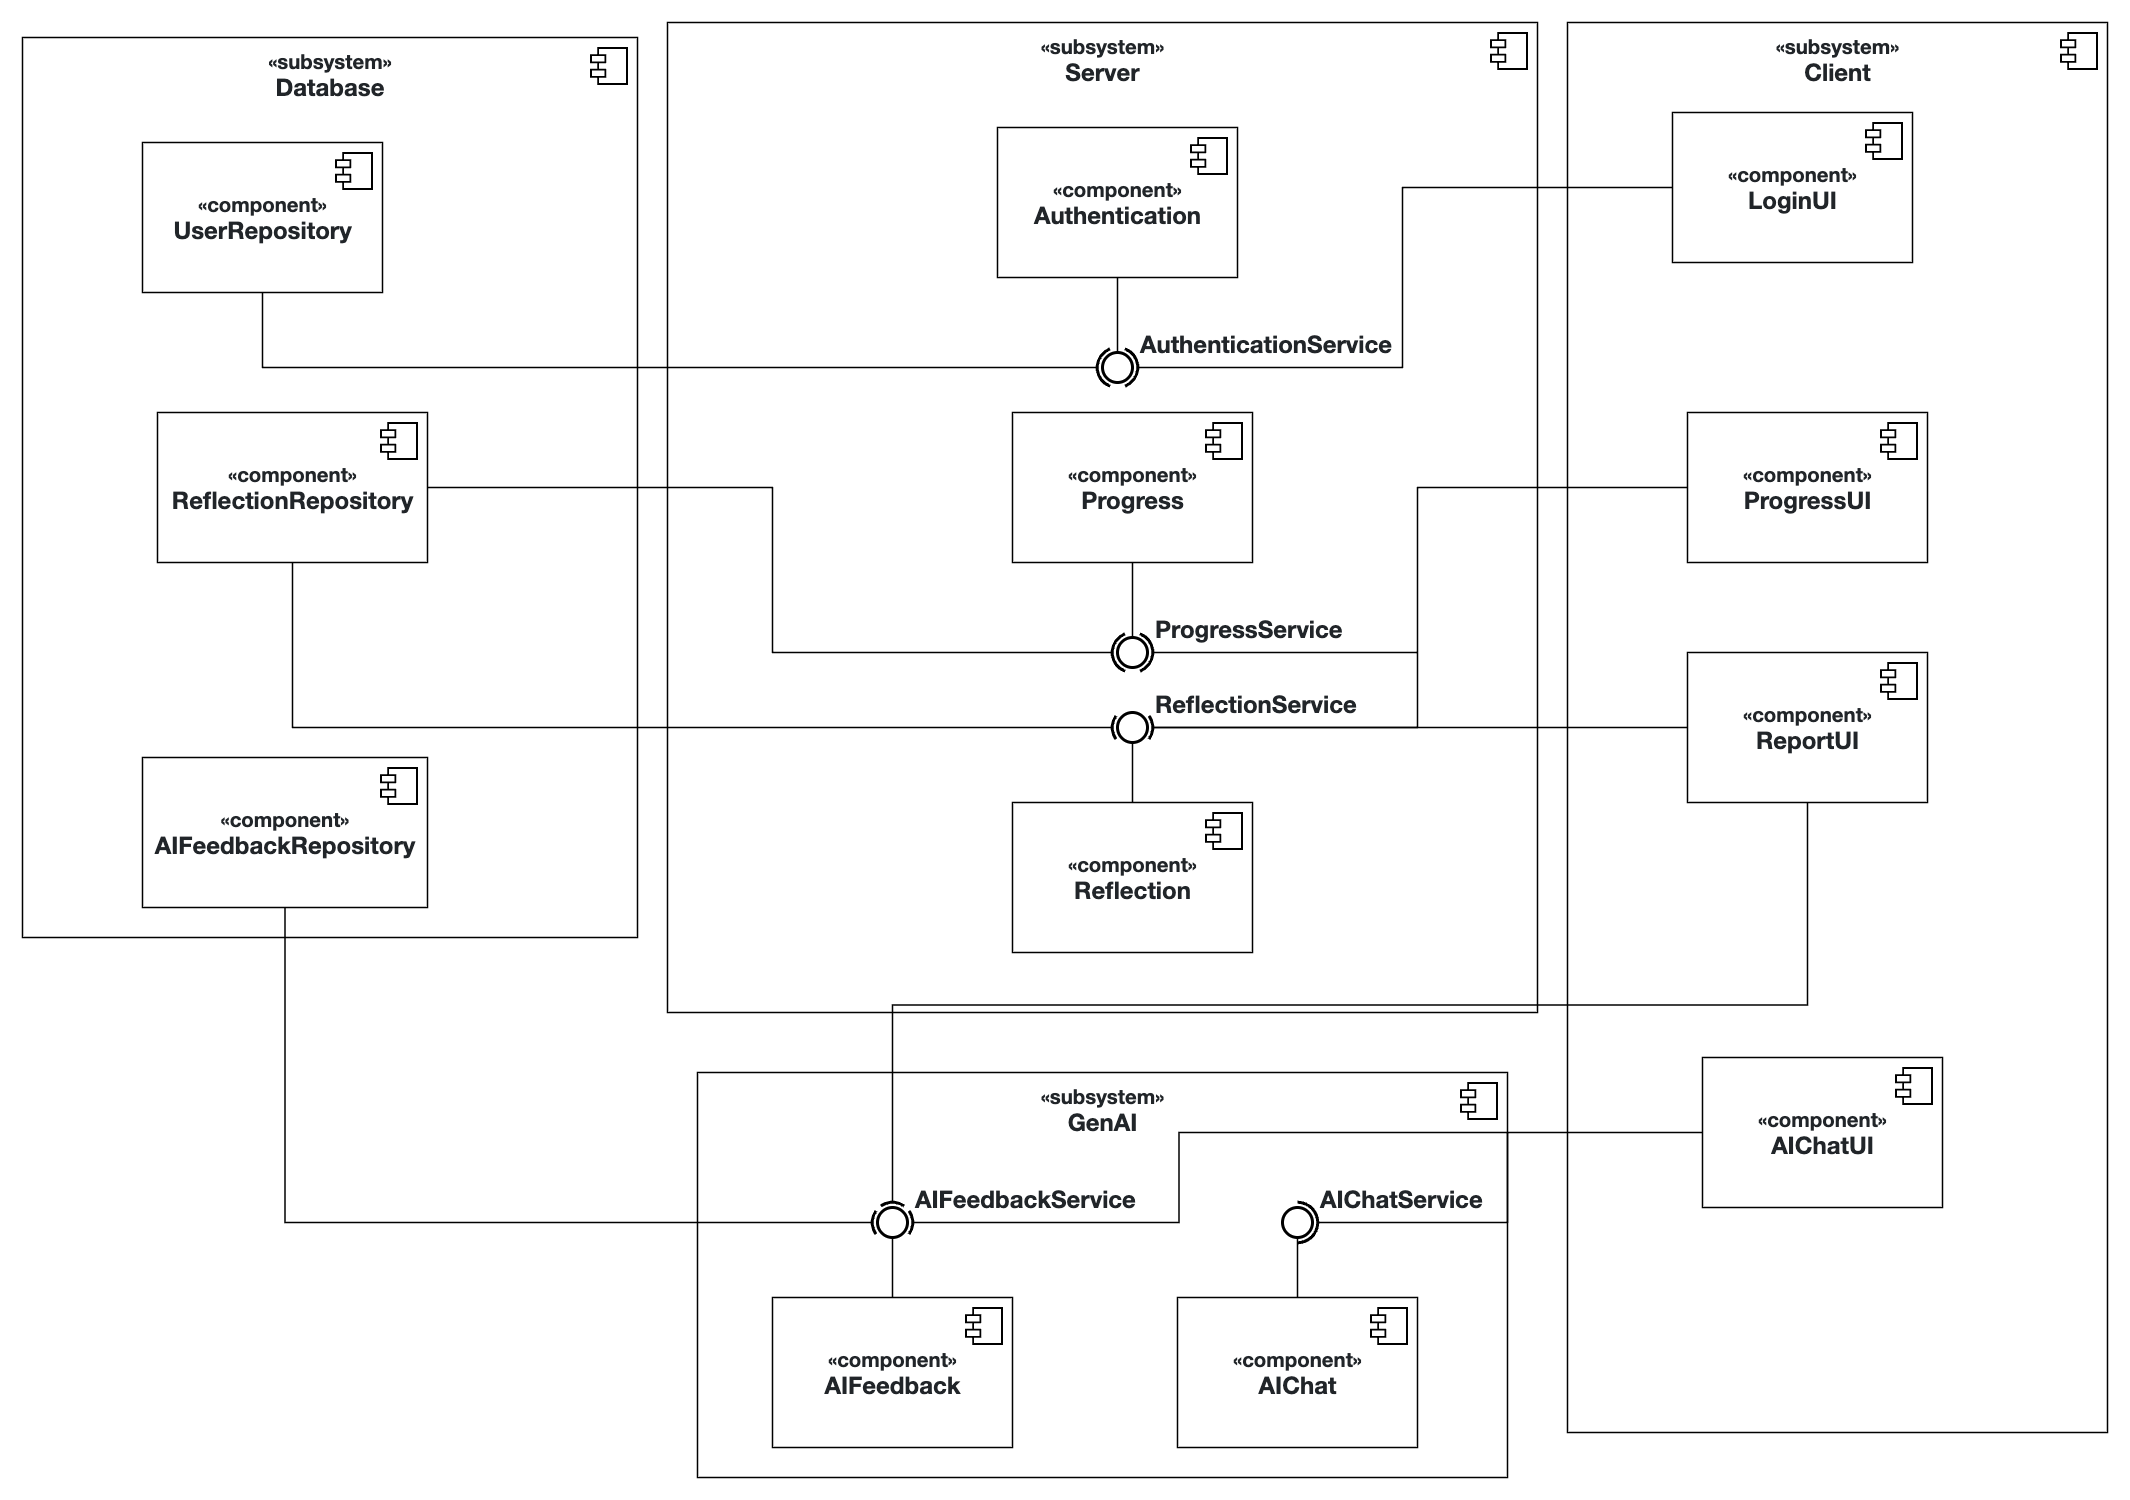 «subsystem»
Database
«component»
UserRepository
«component»
ReflectionRepository
«component»
AIFeedbackRepository
«subsystem»
Server
«component»
Authentication
AuthenticationService
«component»
Progress
ProgressService
ReflectionService
«component»
Reflection
«subsystem»
Client
«component»
LoginUI
«component»
ProgressUI
«component»
ReportUI
«component»
AIChatUI
«subsystem»
GenAI
AIFeedbackService
AIChatService
«component»
AIFeedback
«component»
AIChat